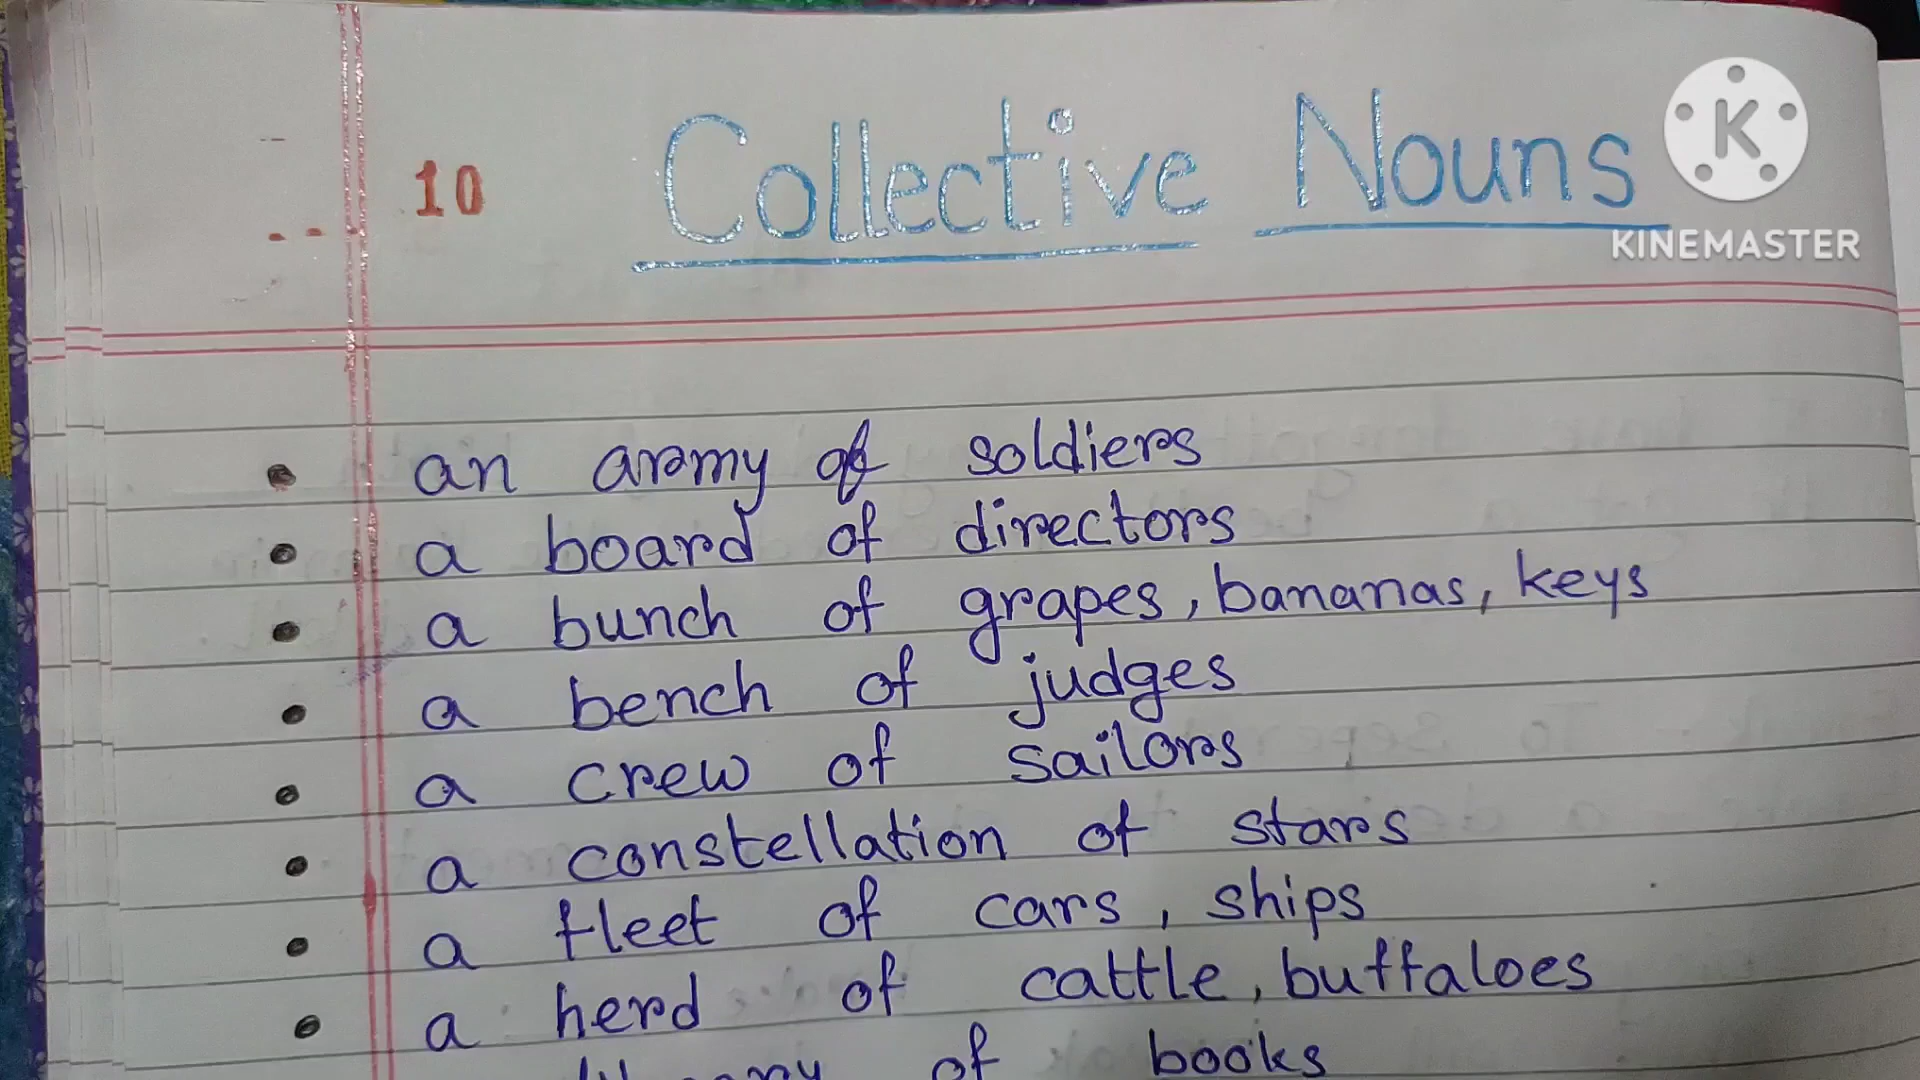 10 Collective Nouns
KINEMASTER
an army of soldiers
a board of directors
a bunch of grapes, bananas, keys
a bench of judges
a crew of sailors
a constellation of stars
a fleet of cars, ships
a herd of cattle, buffaloes
of books